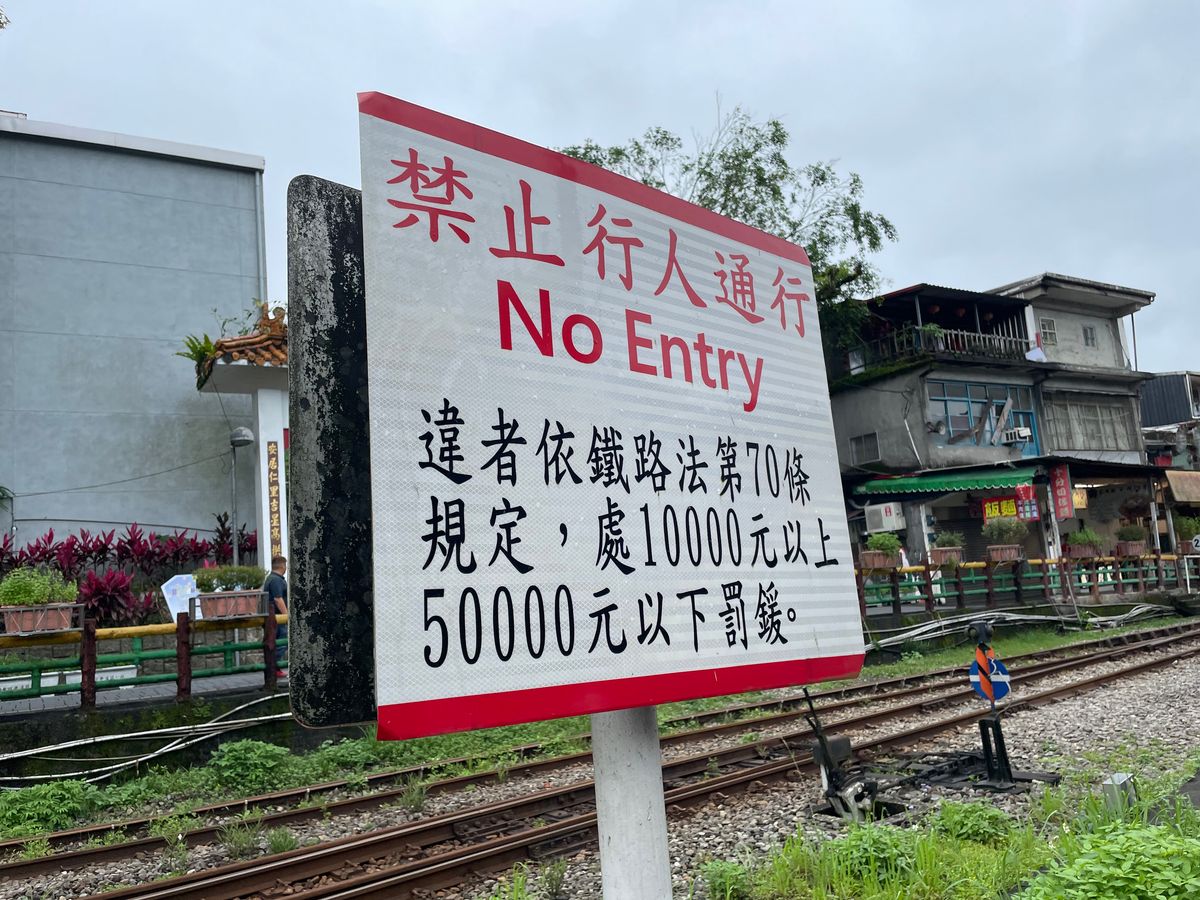 禁止行人通行
No Entry
違者依鐵路法第70條
規定，處10000元以上
50000元以下罰鍰。
飯麵